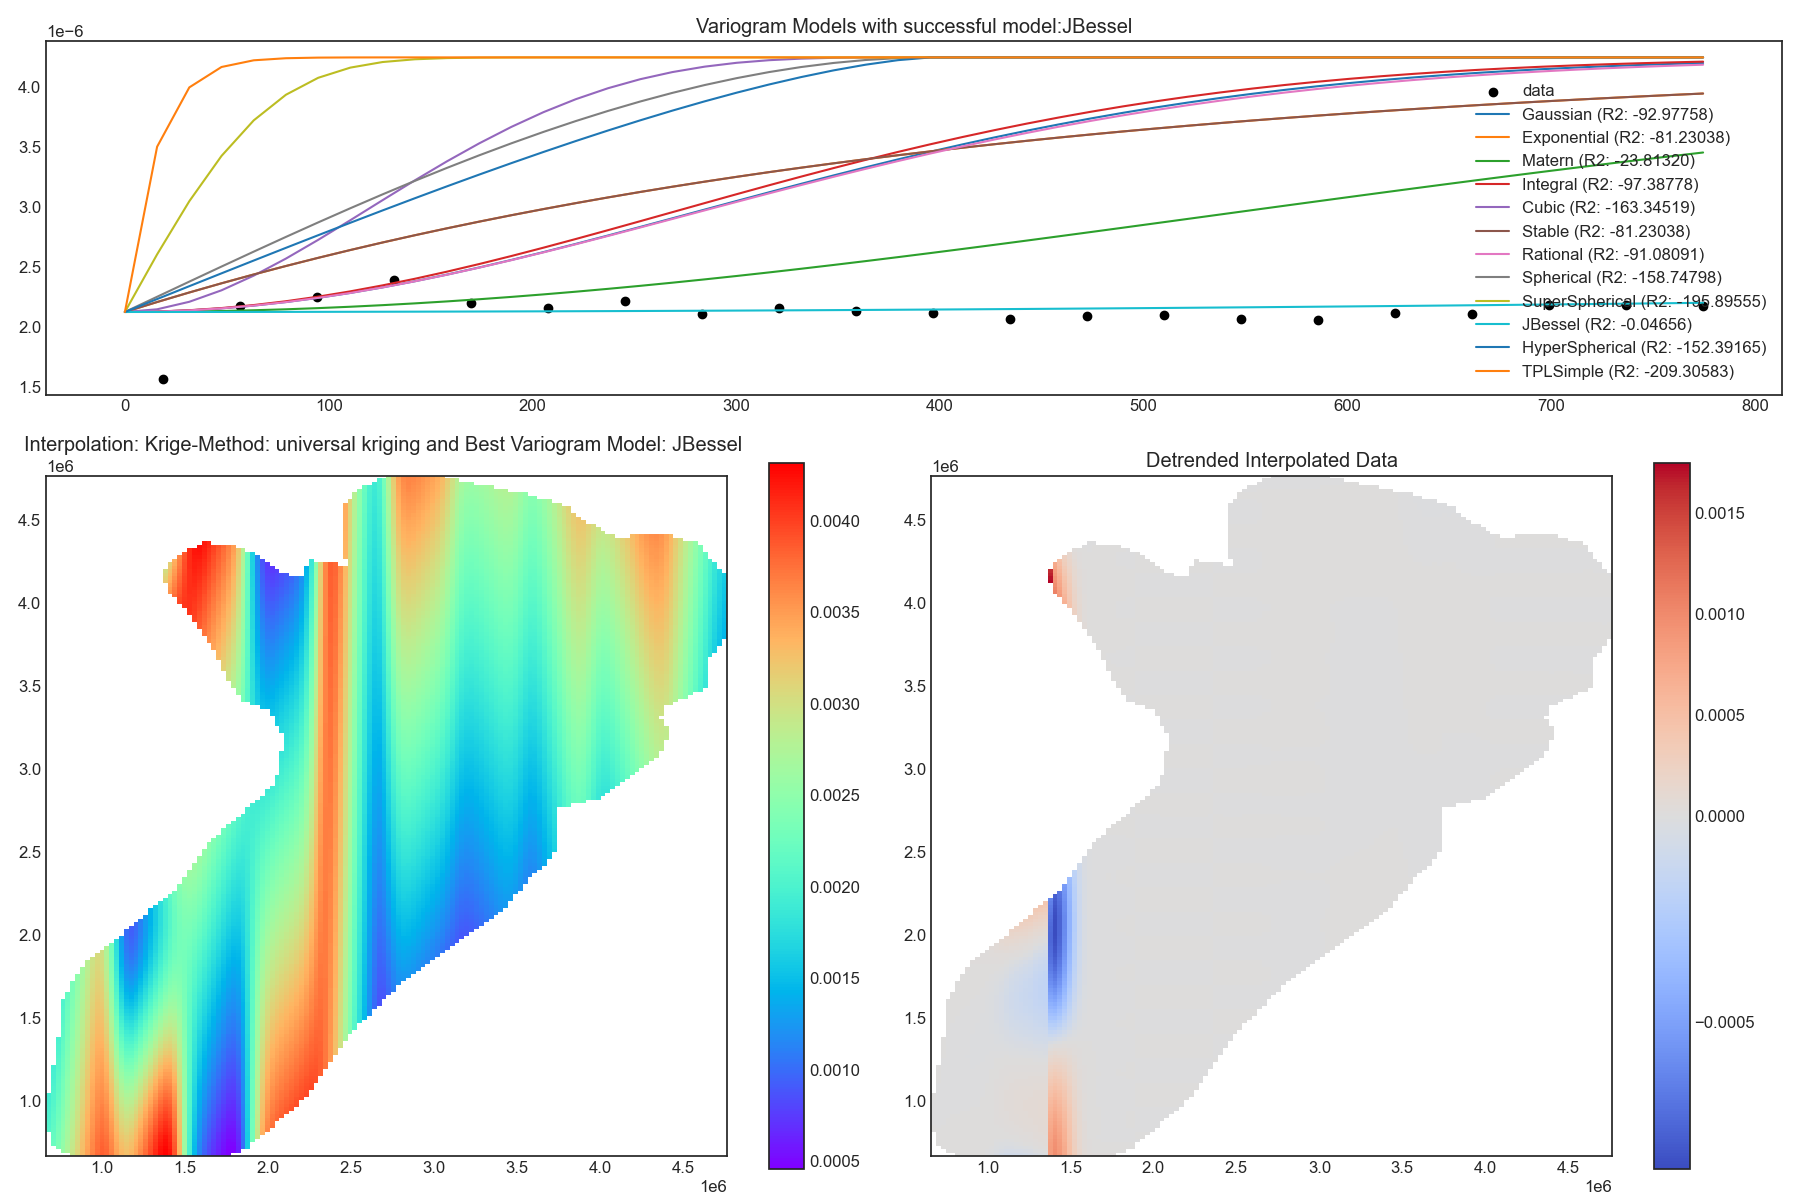 Variogram Models with successful model:JBessel
1e−6
4.0
3.5
3.0
2.5
2.0
1.5
data
Gaussian (R2: -92.97758)
Exponential (R2: -81.23038)
Matern (R2: -23.81320)
Integral (R2: -97.38778)
Cubic (R2: -163.34519)
Stable (R2: -81.23038)
Rational (R2: -91.08091)
Spherical (R2: -158.74798)
SuperSpherical (R2: -195.89555)
JBessel (R2: -0.04656)
HyperSpherical (R2: -152.39165)
TPLSimple (R2: -209.30583)
0 100 200 300 400 500 600 700 800
Interpolation: Krige-Method: universal kriging and Best Variogram Model: JBessel
1e6
4.5
4.0
3.5
3.0
2.5
2.0
1.5
1.0
1.0 1.5 2.0 2.5 3.0 3.5 4.0 4.5
1e6
0.0040
0.0035
0.0030
0.0025
0.0020
0.0015
0.0010
0.0005
Detrended Interpolated Data
1e6
4.5
4.0
3.5
3.0
2.5
2.0
1.5
1.0
1.0 1.5 2.0 2.5 3.0 3.5 4.0 4.5
1e6
0.0015
0.0010
0.0005
0.0000
−0.0005